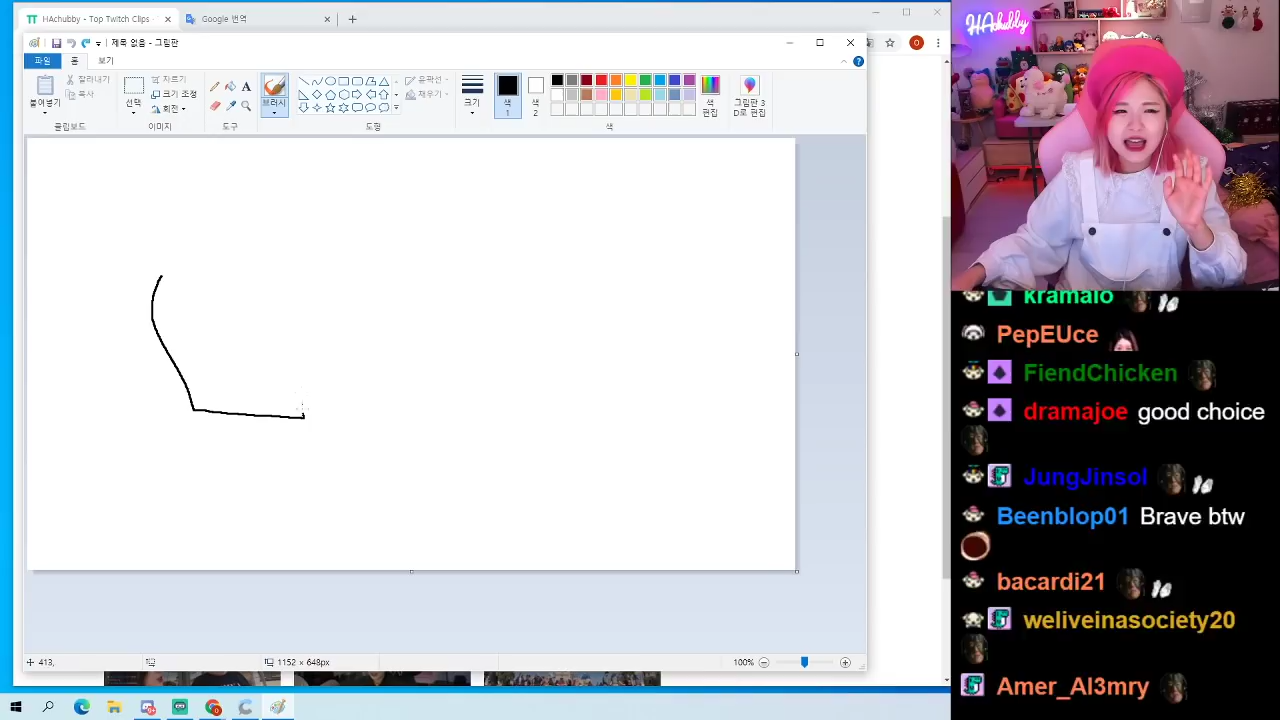 HAchubby - Top Twitch Clips
Google 번역
제목 없음 - 그림판
파일
홈
보기
붙여넣기
잘라내기
복사
클립보드
선택
자르기
크기 조정
회전
이미지
도구
브러시
윤곽선
채우기
도형
크기
색
1
색
2
색
편집
그림판 3
D로 편집
색
413,
1152 × 648px
100%
HAchubby
kramalo
PepEUce
FiendChicken
dramajoe good choice
JungJinsol
Beenblop01 Brave btw
bacardi21
weliveinasociety20
Amer_Al3mry